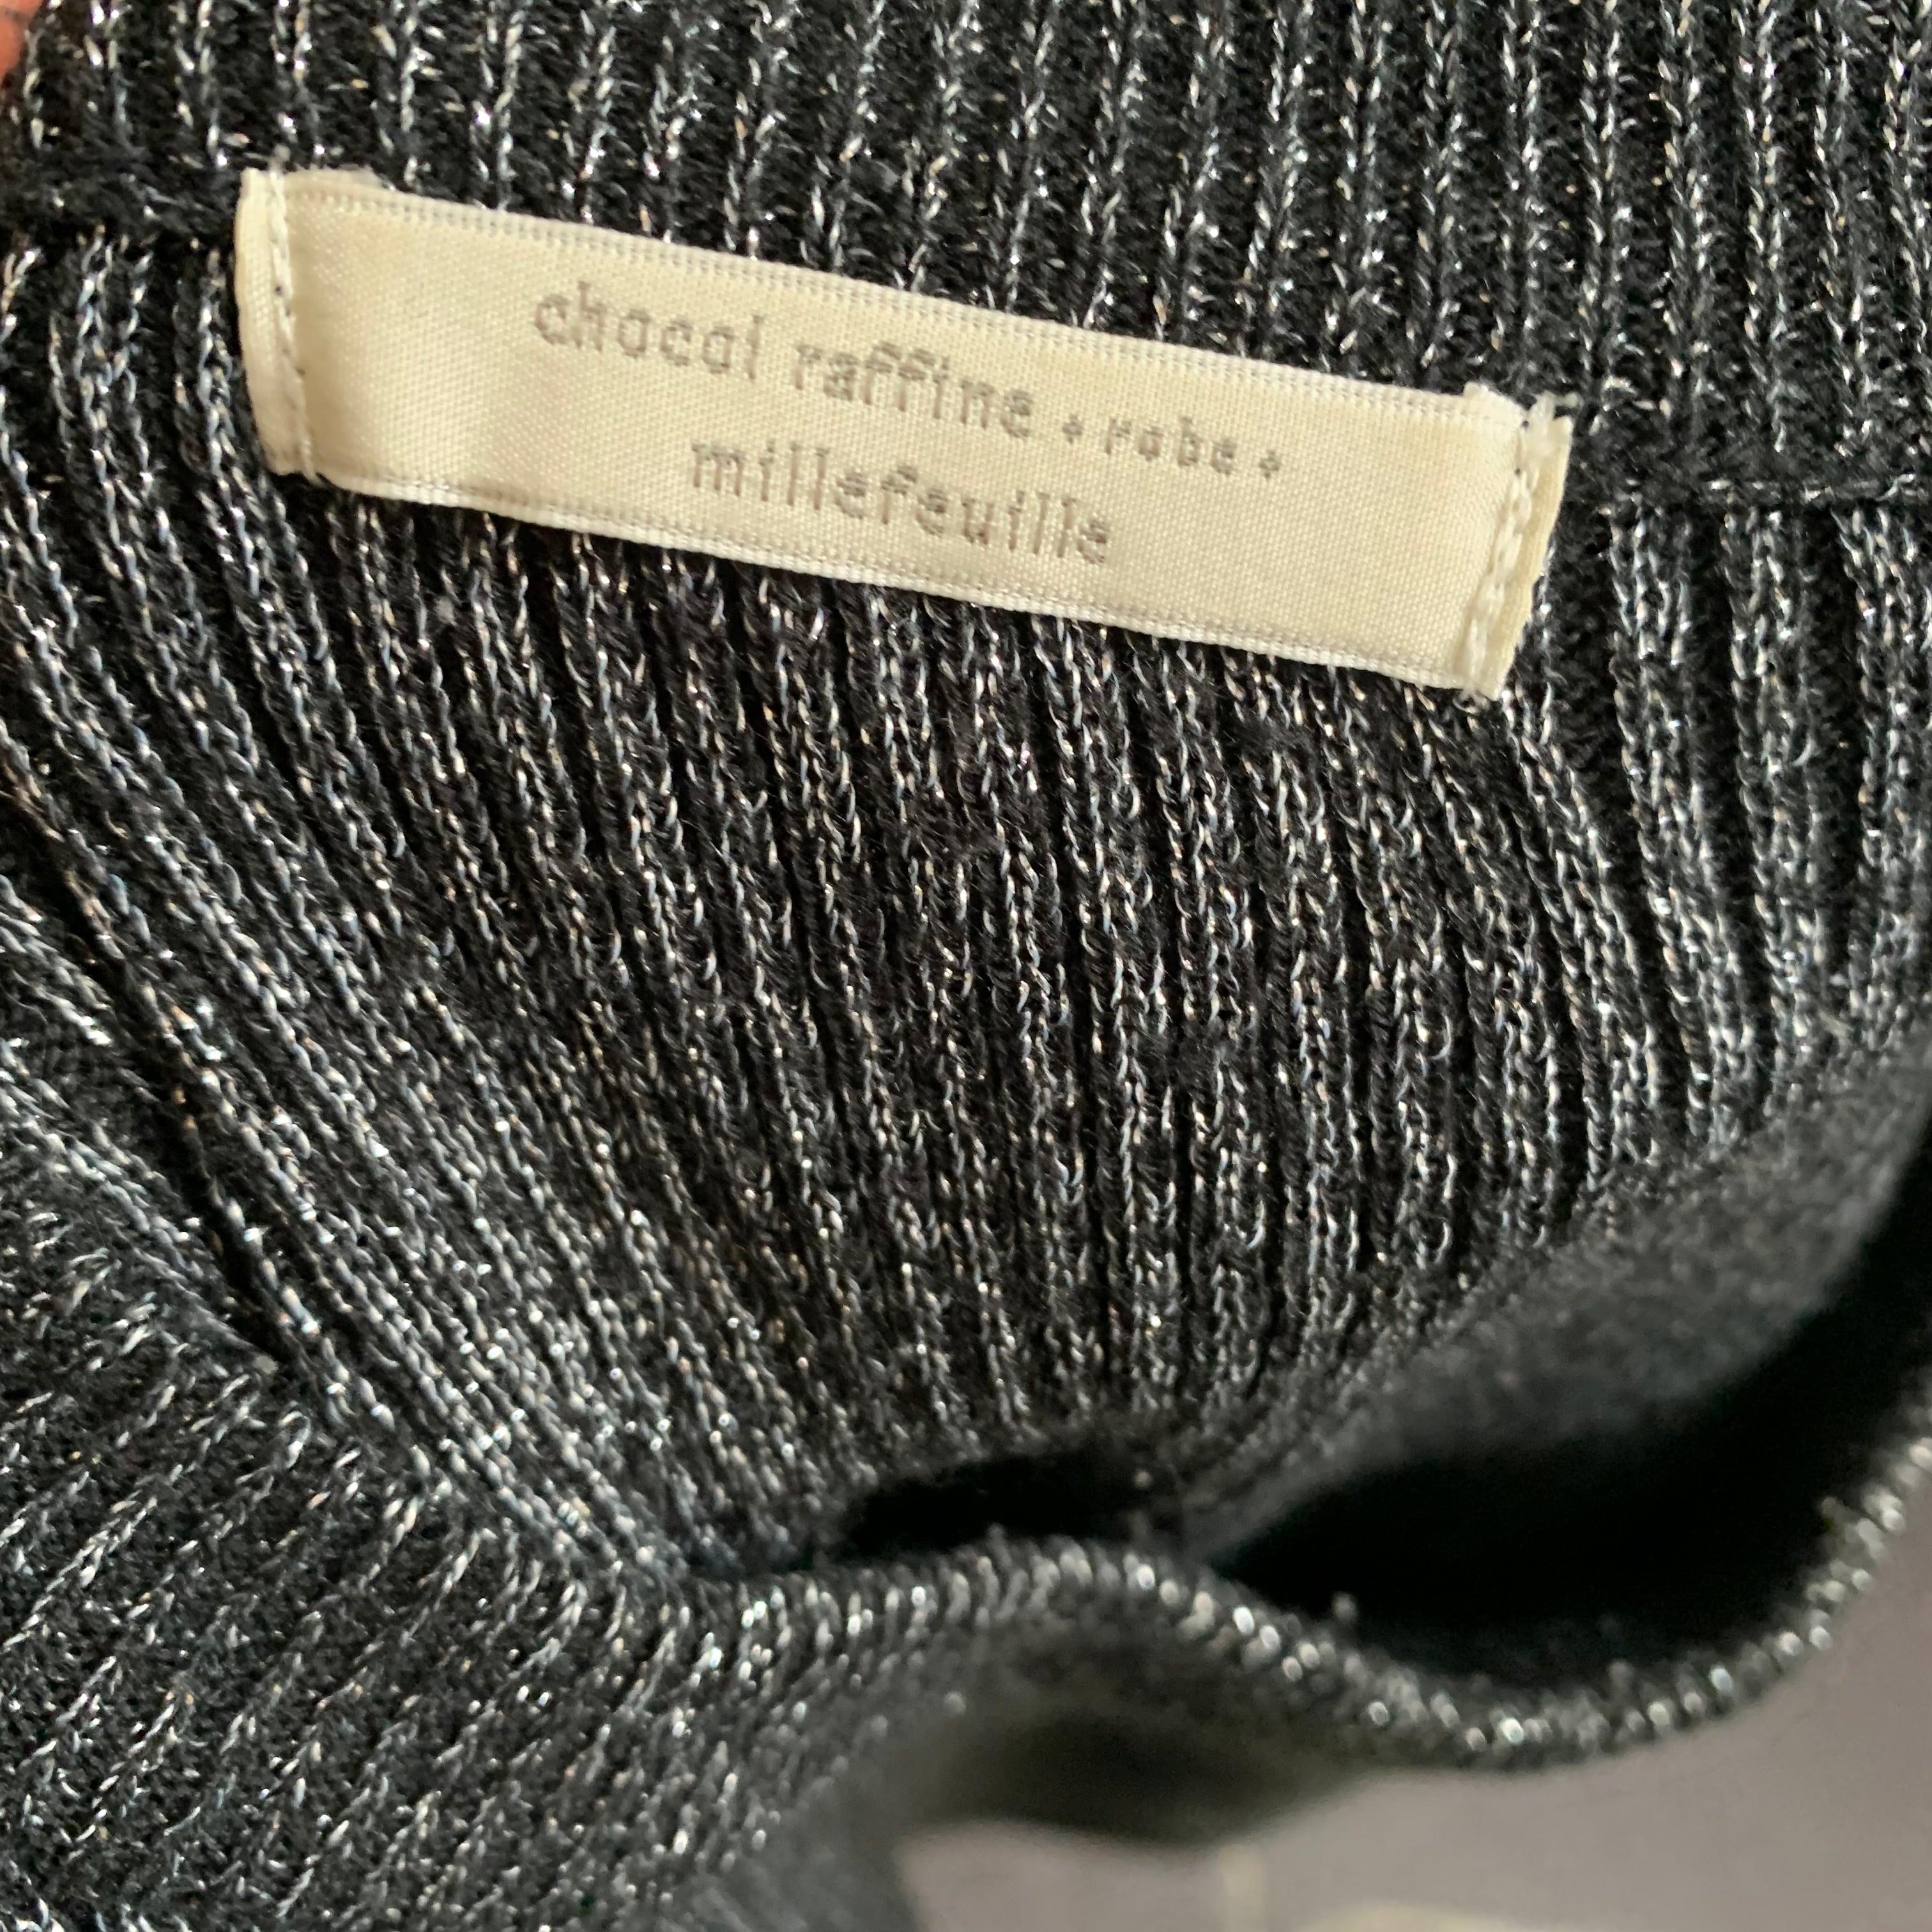 chocol raffine + robe +
millefeuille